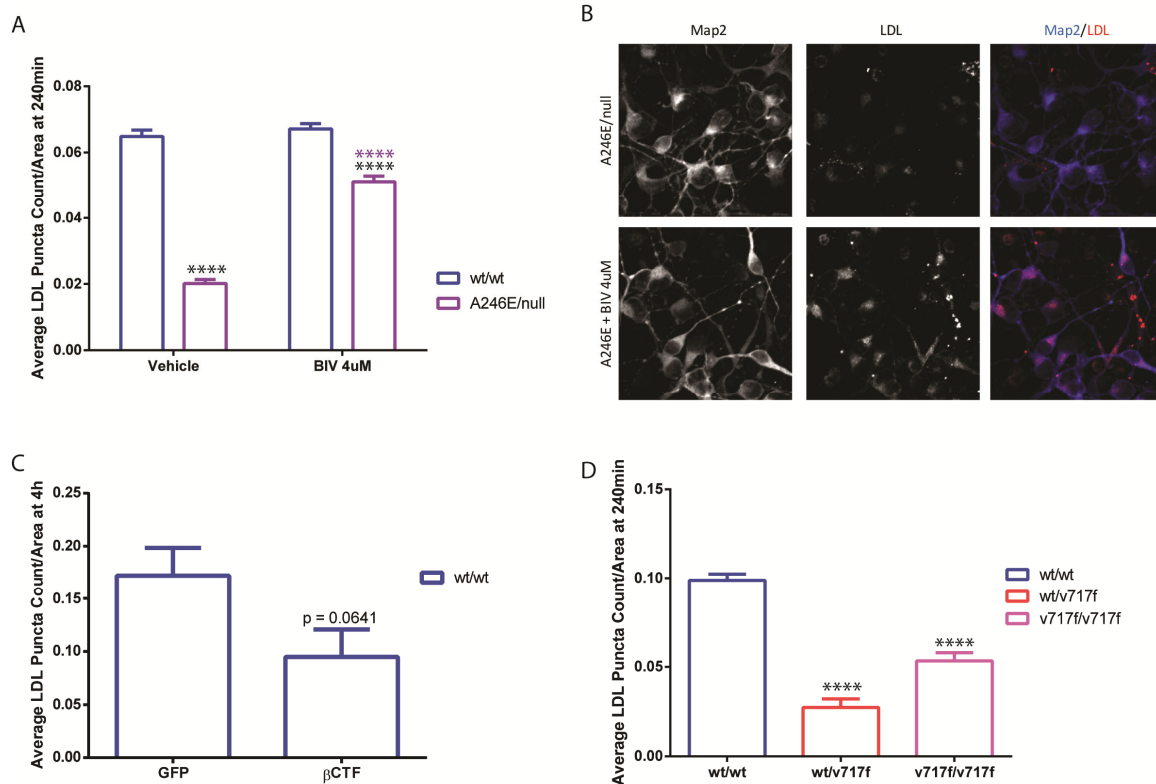 A
Average LDL Puncta Count/Area at 240min
0.08
0.06
0.04
0.02
0.00
****
****
****
Vehicle
BIV 4uM
wt/wt
A246E/null
B
Map2
LDL
Map2/LDL
A246E/null
A246E + BIV 4uM
C
Average LDL Puncta Count/Area at 4h
0.25
0.20
0.15
0.10
0.05
0.00
p = 0.0641
GFP
βCTF
wt/wt
D
Average LDL Puncta Count/Area at 240min
0.15
0.10
0.05
0.00
****
****
wt/wt
wt/v717f
v717f/v717f
wt/wt
wt/v717f
v717f/v717f